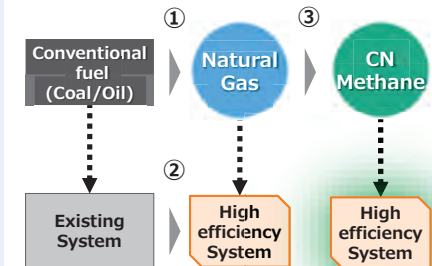 ①
③
Conventional
fuel
(Coal/Oil)
Natural
Gas
CN
Methane
②
Existing
System
High
efficiency
System
High
efficiency
System